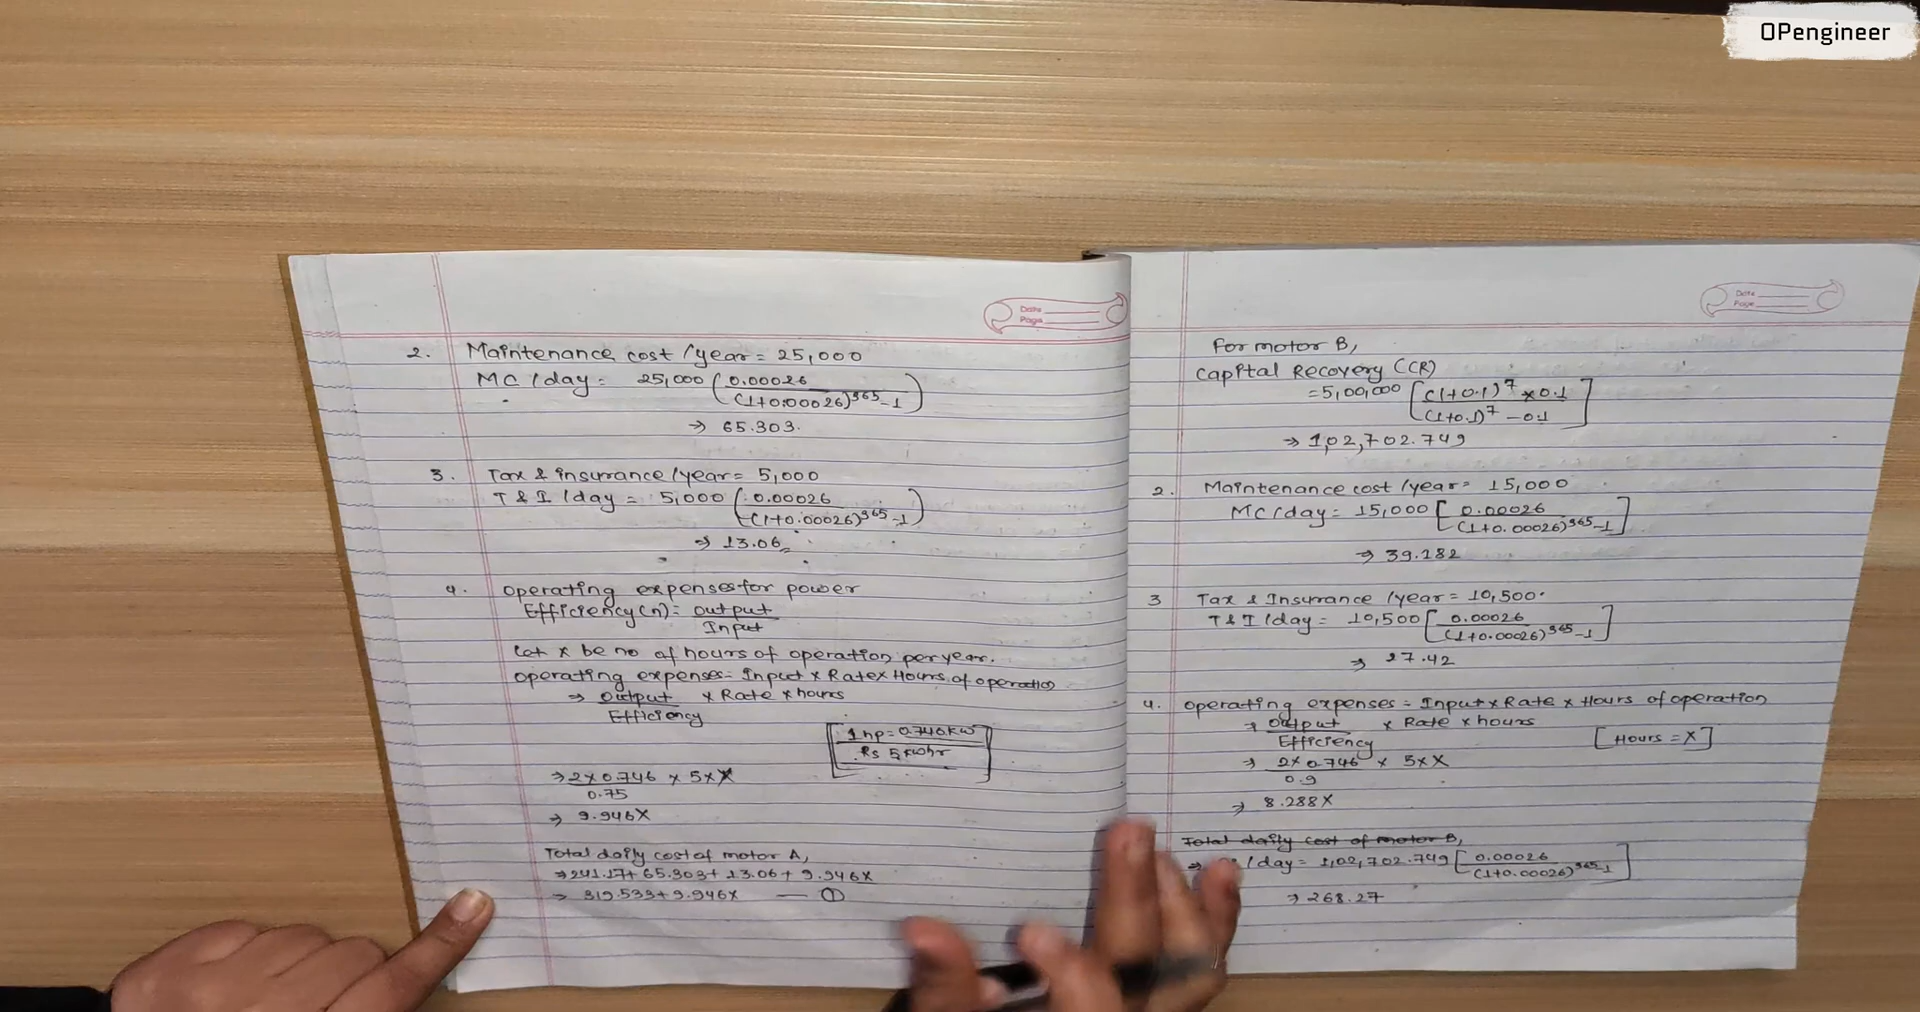 OPengineer
Date
Page
2. Maintenance cost /year = 25,000
MC /day = 25,000 (0.00026 / (1+0.00026)^365-1)
→ 65.303.
3. Tax & insurance /year = 5,000
T & I /day = 5,000 (0.00026 / (1+0.00026)^365-1)
→ 13.06
4. operating expenses for power
Efficiency (n) = output / Input
Let x be no of hours of operation per year.
operating expenses = Input x Rate x Hours of operation
→ output / Efficiency x Rate x hours
1 hp = 0.746 kW
Rs 5 kwhr
→ 2 x 0.746 / 0.75 x 5 x X
→ 9.946X
Total daily cost of motor A,
→ 241.17 + 65.303 + 13.06 + 9.946X
→ 319.533 + 9.946X — ①
Date
Page
For motor B,
Capital Recovery (CR)
= 5,00,000 [(1+0.1)^7 x 0.1 / (1+0.1)^7 - 0.1]
→ 1,02,702.749
2. Maintenance cost /year = 15,000
MC/day = 15,000 [0.00026 / (1+0.00026)^365-1]
→ 39.182
3 Tax & Insurance /year = 10,500.
T & I /day = 10,500 [0.00026 / (1+0.00026)^365-1]
→ 27.42
4. operating expenses = Input x Rate x Hours of operation
→ output / Efficiency x Rate x hours
[Hours = X]
→ 2 x 0.746 / 0.9 x 5 x X
→ 8.288X
Total daily cost of motor B,
→ /day = 1,02,702.749 [0.00026 / (1+0.00026)^365-1]
→ 268.27